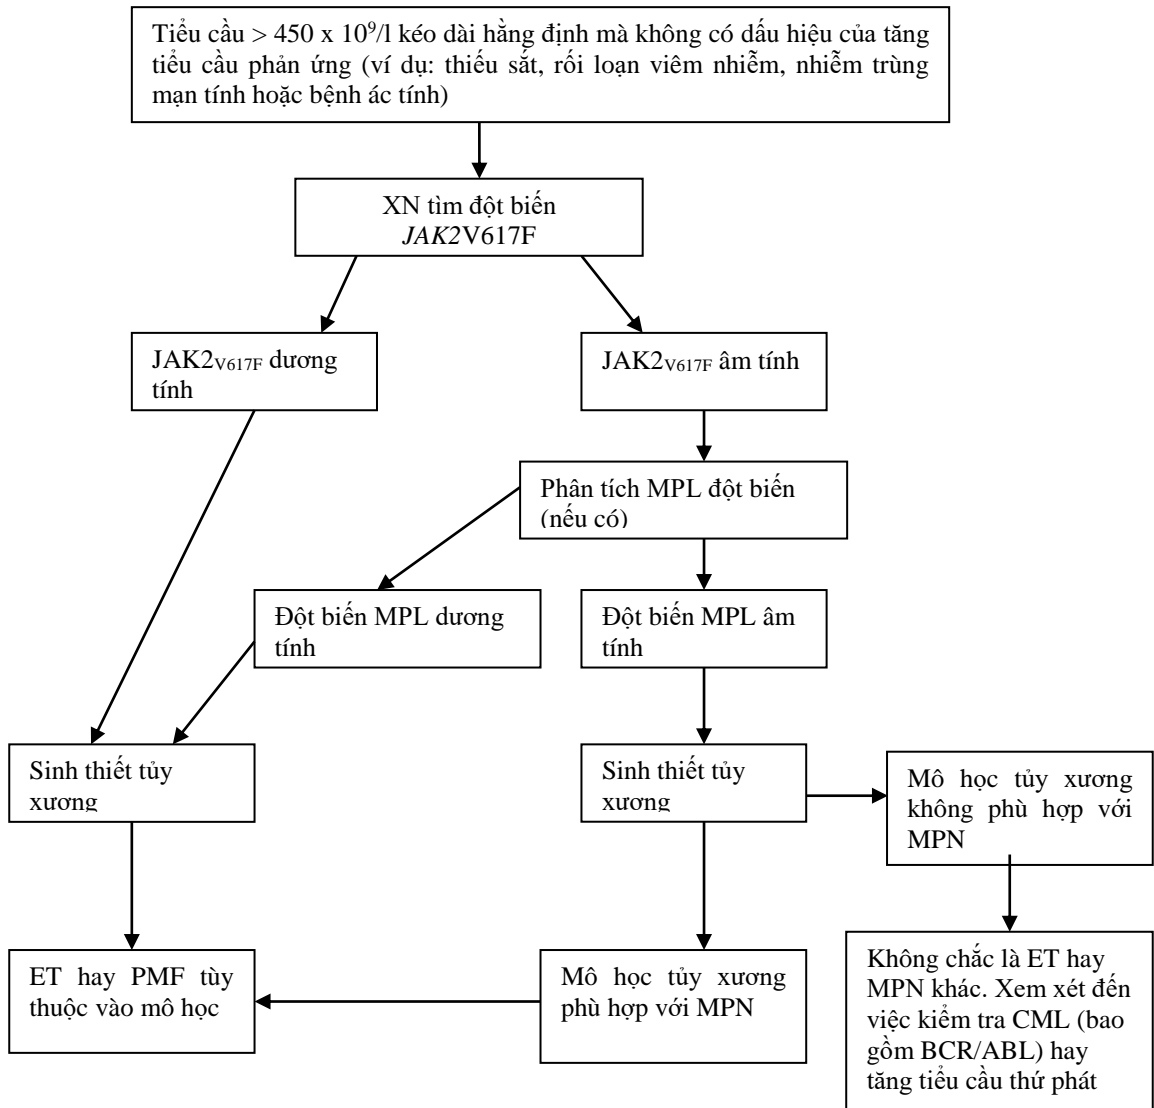 Tiểu cầu > 450 x 10⁹/l kéo dài hằng định mà không có dấu hiệu của tăng
tiểu cầu phản ứng (ví dụ: thiếu sắt, rối loạn viêm nhiễm, nhiễm trùng
mạn tính hoặc bệnh ác tính)
XN tìm đột biến
JAK2V617F
JAK2V617F dương
tính
JAK2V617F âm tính
Phân tích MPL đột biến
(nếu có)
Đột biến MPL dương
tính
Đột biến MPL âm
tính
Sinh thiết tủy
xương
Sinh thiết tủy
xương
Mô học tủy xương
không phù hợp với
MPN
ET hay PMF tùy
thuộc vào mô học
Mô học tủy xương
phù hợp với MPN
Không chắc là ET hay
MPN khác. Xem xét đến
việc kiểm tra CML (bao
gồm BCR/ABL) hay
tăng tiểu cầu thứ phát